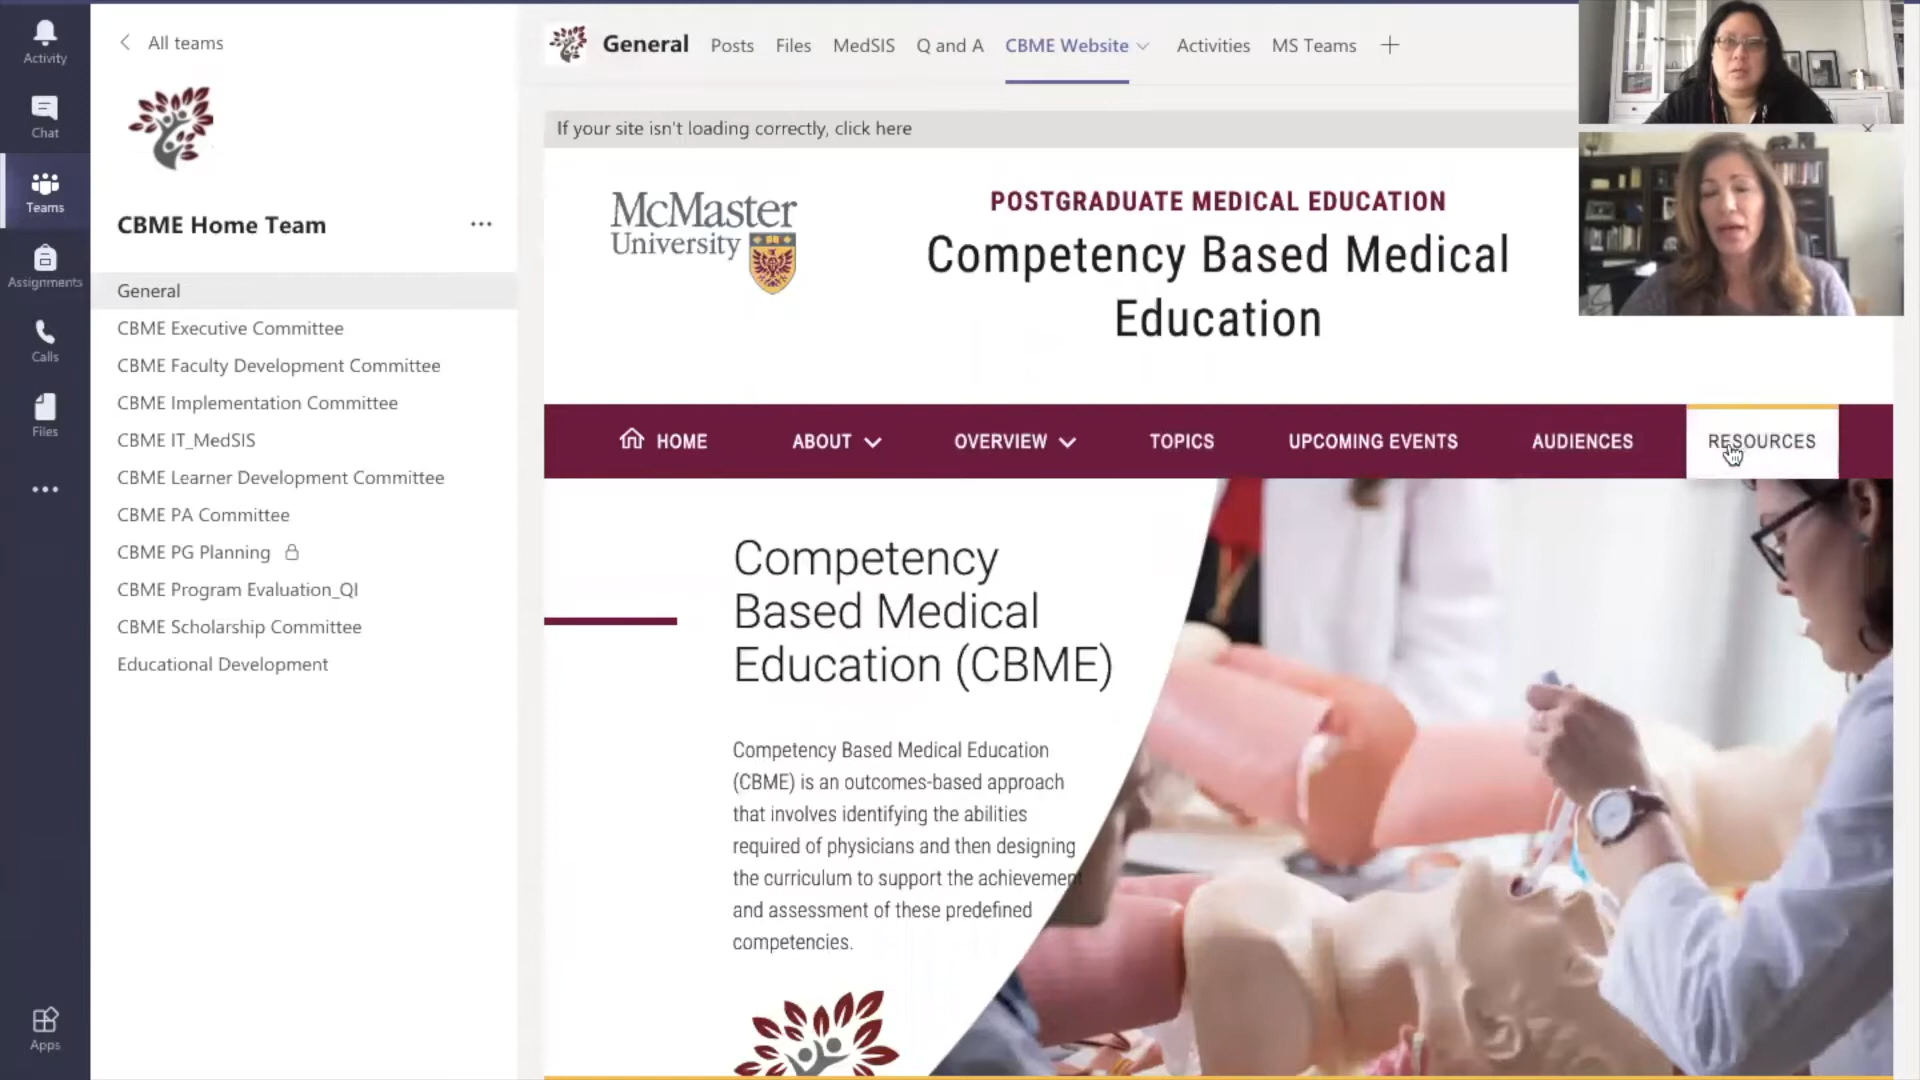 Activity
Chat
Teams
Assignments
Calls
Files
Apps
All teams
CBME Home Team
General
CBME Executive Committee
CBME Faculty Development Committee
CBME Implementation Committee
CBME IT_MedSIS
CBME Learner Development Committee
CBME PA Committee
CBME PG Planning
CBME Program Evaluation_QI
CBME Scholarship Committee
Educational Development
General Posts Files MedSIS Q and A CBME Website Activities MS Teams
If your site isn't loading correctly, click here
McMaster
University
POSTGRADUATE MEDICAL EDUCATION
Competency Based Medical
Education
HOME ABOUT OVERVIEW TOPICS UPCOMING EVENTS AUDIENCES RESOURCES
Competency
Based Medical
Education (CBME)
Competency Based Medical Education
(CBME) is an outcomes-based approach
that involves identifying the abilities
required of physicians and then designing
the curriculum to support the achievement
and assessment of these predefined
competencies.